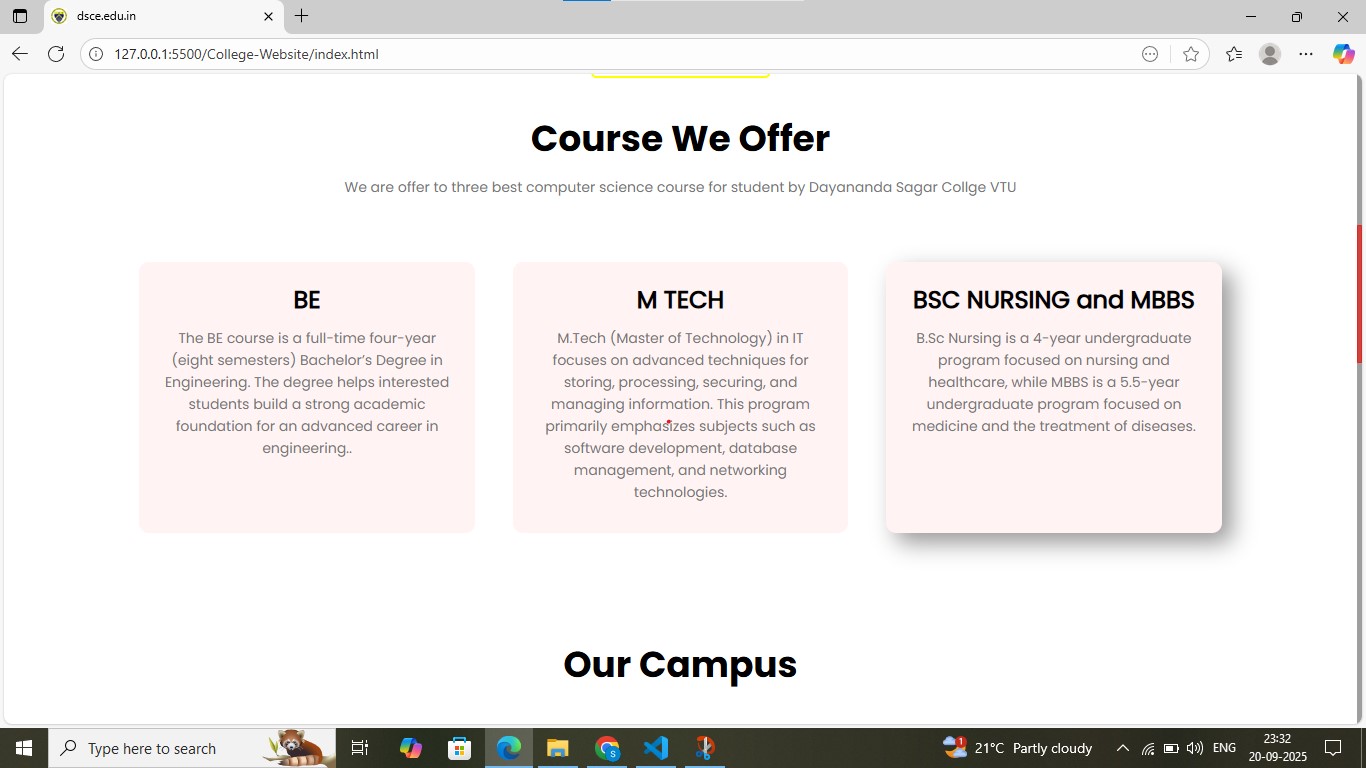 dsce.edu.in
127.0.0.1:5500/College-Website/index.html
Course We Offer
We are offer to three best computer science course for student by Dayananda Sagar Collge VTU
BE
The BE course is a full-time four-year
(eight semesters) Bachelor’s Degree in
Engineering. The degree helps interested
students build a strong academic
foundation for an advanced career in
engineering..
M TECH
M.Tech (Master of Technology) in IT
focuses on advanced techniques for
storing, processing, securing, and
managing information. This program
primarily emphasizes subjects such as
software development, database
management, and networking
technologies.
BSC NURSING and MBBS
B.Sc Nursing is a 4-year undergraduate
program focused on nursing and
healthcare, while MBBS is a 5.5-year
undergraduate program focused on
medicine and the treatment of diseases.
Our Campus
Type here to search
S
1
21°C Partly cloudy
ENG
23:32
20-09-2025